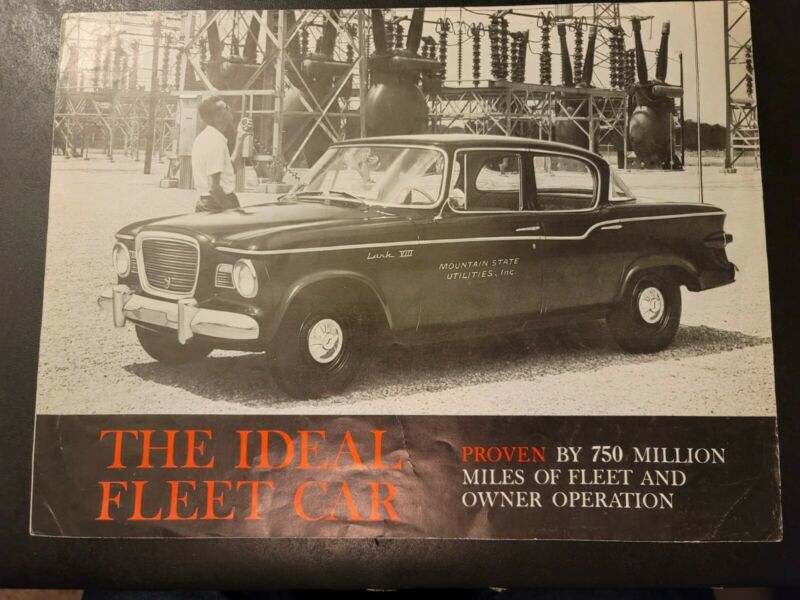 Lark VIII
MOUNTAIN STATE
UTILITIES, Inc.
THE IDEAL
FLEET CAR
PROVEN BY 750 MILLION
MILES OF FLEET AND
OWNER OPERATION